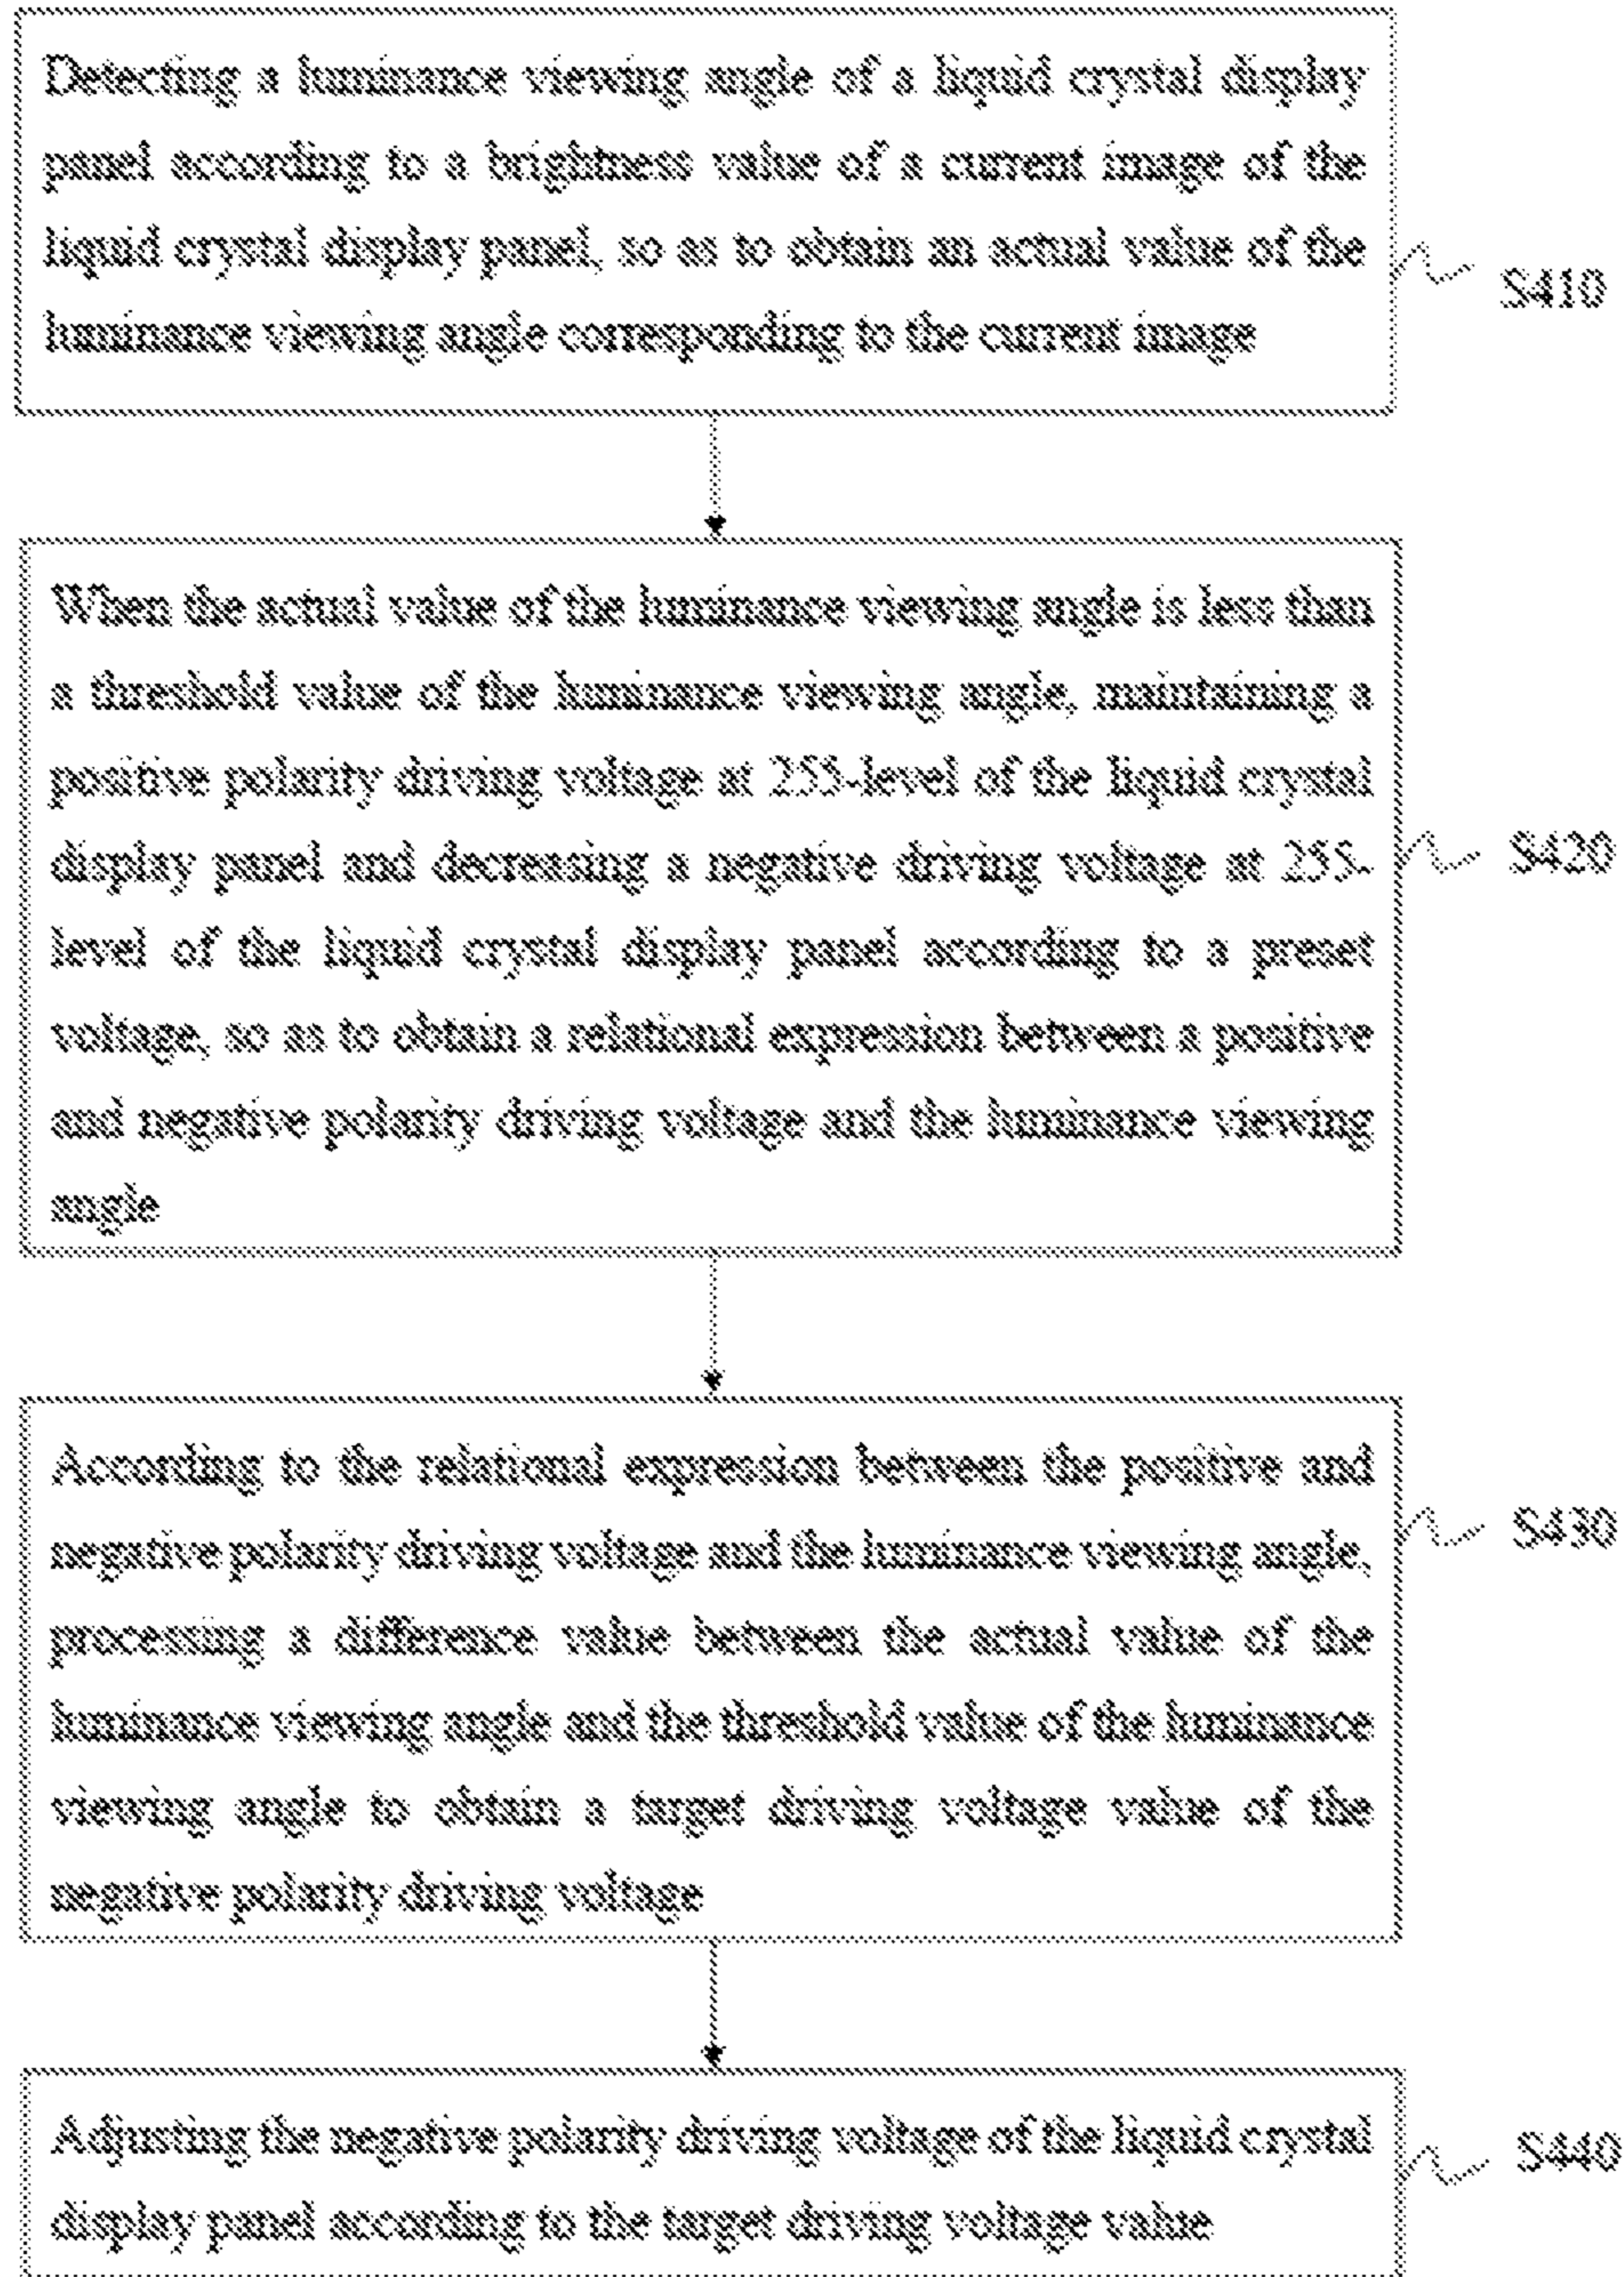 Detecting a luminance viewing angle of a liquid crystal display
panel according to a brightness value of a current image of the
liquid crystal display panel, so as to obtain an actual value of the
luminance viewing angle corresponding to the current image
S410
When the actual value of the luminance viewing angle is less than
a threshold value of the luminance viewing angle, maintaining a
positive polarity driving voltage at 255-level of the liquid crystal
display panel and decreasing a negative driving voltage at 255-
level of the liquid crystal display panel according to a preset
voltage, so as to obtain a relational expression between a positive
and negative polarity driving voltage and the luminance viewing
angle
S420
According to the relational expression between the positive and
negative polarity driving voltage and the luminance viewing angle,
processing a difference value between the actual value of the
luminance viewing angle and the threshold value of the luminance
viewing angle to obtain a target driving voltage value of the
negative polarity driving voltage
S430
Adjusting the negative polarity driving voltage of the liquid crystal
display panel according to the target driving voltage value
S440